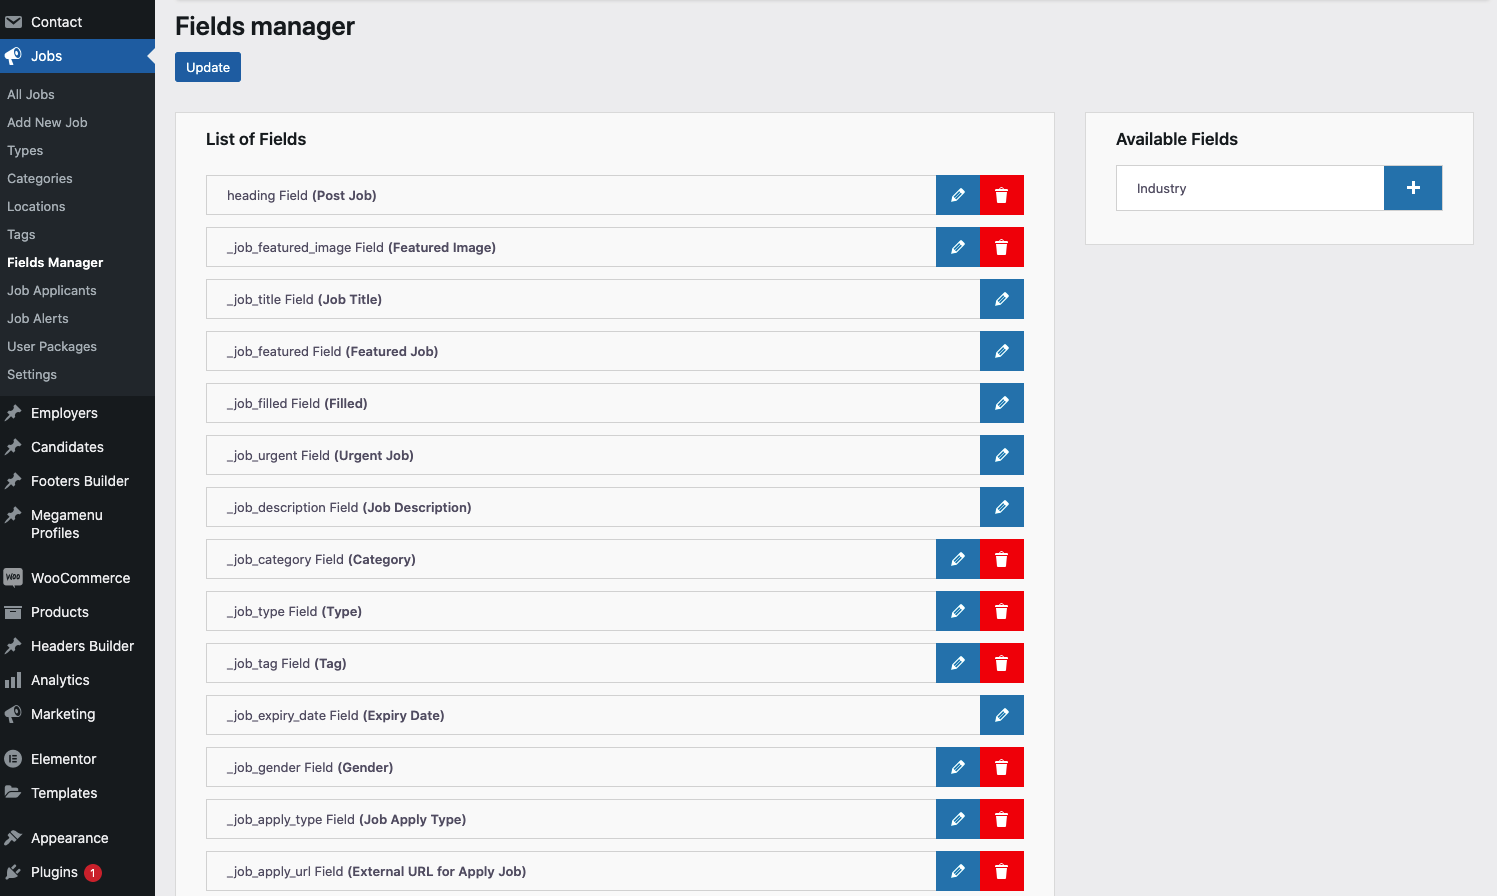 Contact
Jobs
All Jobs
Add New Job
Types
Categories
Locations
Tags
Fields Manager
Job Applicants
Job Alerts
User Packages
Settings
Employers
Candidates
Footers Builder
Megamenu
Profiles
WooCommerce
Products
Headers Builder
Analytics
Marketing
Elementor
Templates
Appearance
Plugins 1
Fields manager
Update
List of Fields
heading Field (Post Job)
_job_featured_image Field (Featured Image)
_job_title Field (Job Title)
_job_featured Field (Featured Job)
_job_filled Field (Filled)
_job_urgent Field (Urgent Job)
_job_description Field (Job Description)
_job_category Field (Category)
_job_type Field (Type)
_job_tag Field (Tag)
_job_expiry_date Field (Expiry Date)
_job_gender Field (Gender)
_job_apply_type Field (Job Apply Type)
_job_apply_url Field (External URL for Apply Job)
Available Fields
Industry